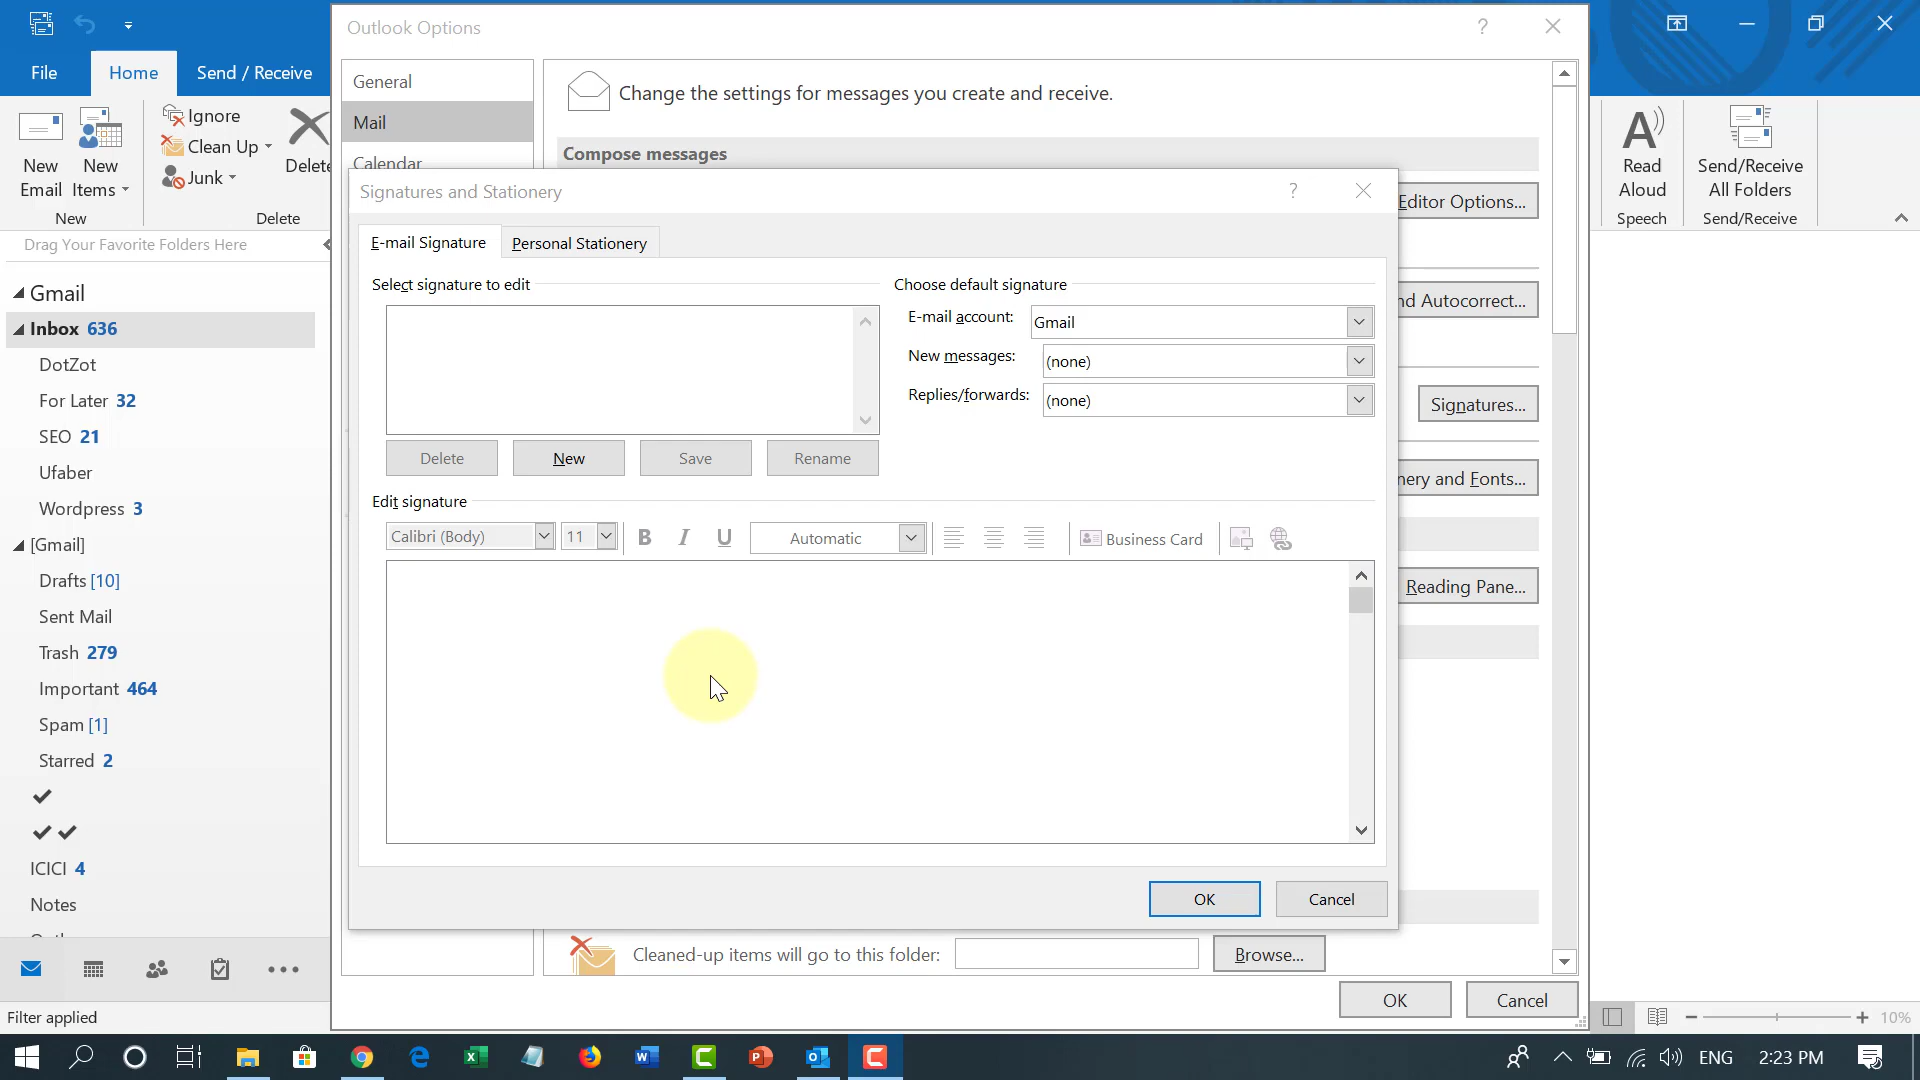 Outlook Options
?
File
Home
Send / Receive
General
Mail
Calendar
Change the settings for messages you create and receive.
Compose messages
Editor Options...
nd Autocorrect...
Signatures...
nery and Fonts...
Reading Pane...
New
Email
New
Items
New
Ignore
Clean Up
Junk
Delete
Delete
Read
Aloud
Speech
Send/Receive
All Folders
Send/Receive
Drag Your Favorite Folders Here
Gmail
Inbox 636
DotZot
For Later 32
SEO 21
Ufaber
Wordpress 3
[Gmail]
Drafts [10]
Sent Mail
Trash 279
Important 464
Spam [1]
Starred 2
ICICI 4
Notes
Filter applied
Signatures and Stationery
?
E-mail Signature
Personal Stationery
Select signature to edit
Choose default signature
E-mail account:
Gmail
New messages:
(none)
Replies/forwards:
(none)
Delete
New
Save
Rename
Edit signature
Calibri (Body)
11
B
I
U
Automatic
Business Card
OK
Cancel
Cleaned-up items will go to this folder:
Browse...
OK
Cancel
10%
ENG
2:23 PM